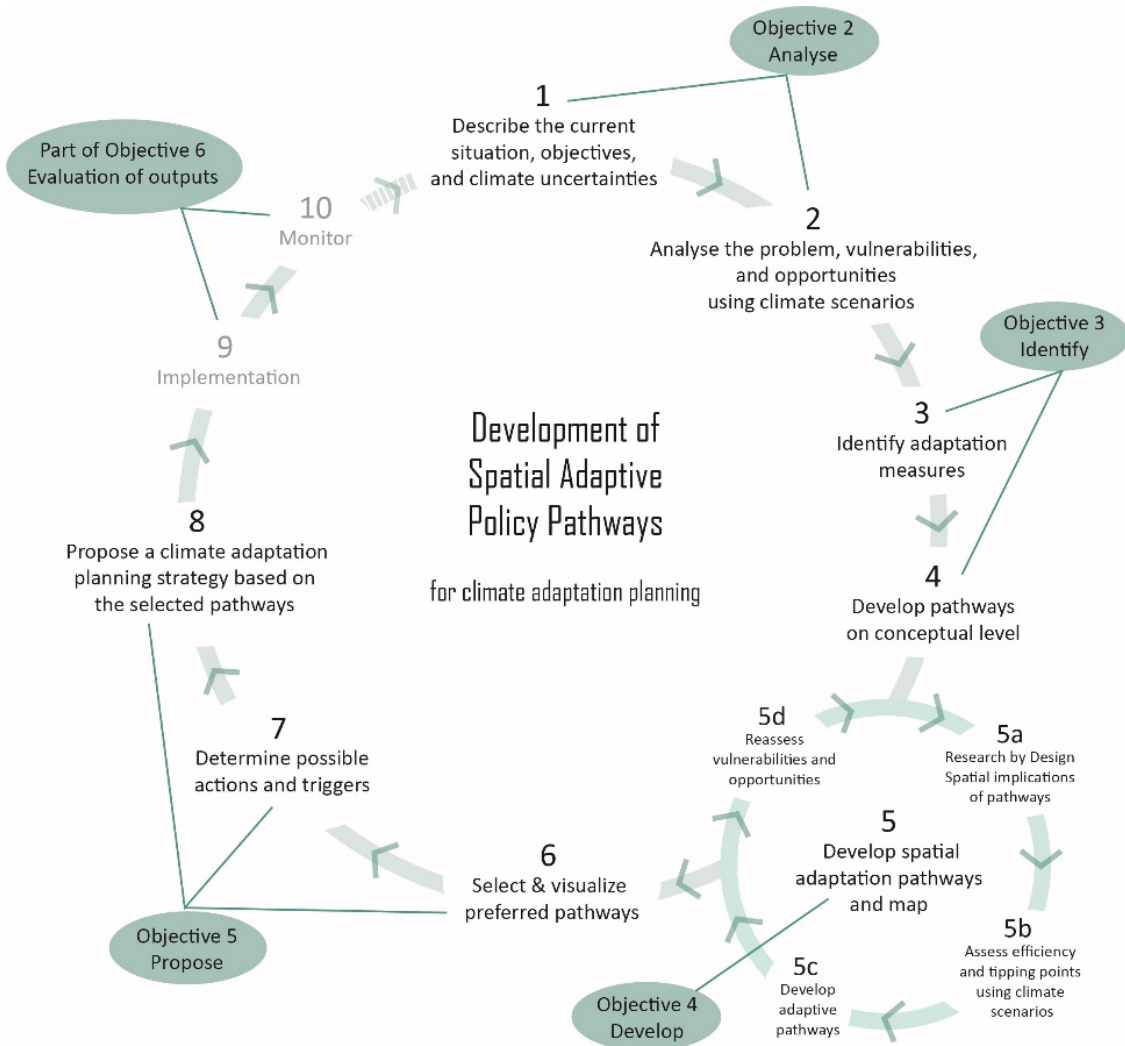 Objective 2
Analyse
1
Describe the current
situation, objectives,
and climate uncertainties
Part of Objective 6
Evaluation of outputs
10
Monitor
2
Analyse the problem, vulnerabilities,
and opportunities
using climate scenarios
9
Implementation
Objective 3
Identify
3
Identify adaptation
measures
Development of
Spatial Adaptive
Policy Pathways
for climate adaptation planning
8
Propose a climate adaptation
planning strategy based on
the selected pathways
4
Develop pathways
on conceptual level
7
Determine possible
actions and triggers
5d
Reassess
vulnerabilities and
opportunities
5a
Research by Design
Spatial implications
of pathways
5
Develop spatial
adaptation pathways
and map
6
Select & visualize
preferred pathways
5b
Assess efficiency
and tipping points
using climate
scenarios
5c
Develop
adaptive
pathways
Objective 5
Propose
Objective 4
Develop